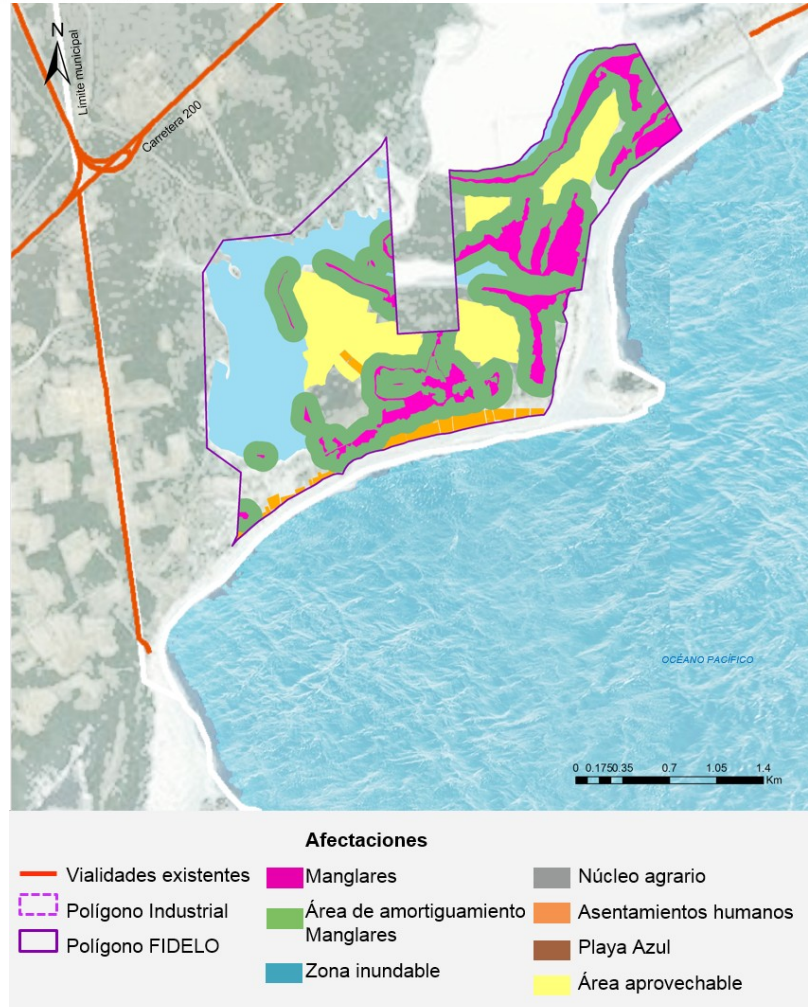 N
Límite municipal
Carretera 200
OCÉANO PACÍFICO
0 0.1750.35 0.7 1.05 1.4
Km
Afectaciones
Vialidades existentes
Polígono Industrial
Polígono FIDELO
Manglares
Área de amortiguamiento
Manglares
Zona inundable
Núcleo agrario
Asentamientos humanos
Playa Azul
Área aprovechable